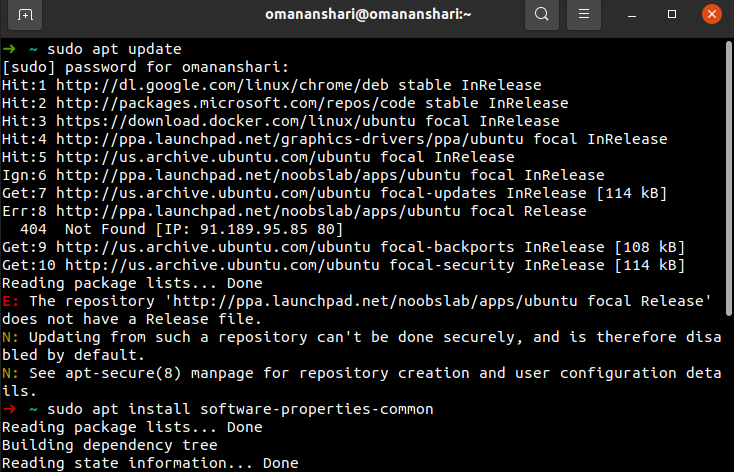 omananshari@omananshari:~
➜ ~ sudo apt update
[sudo] password for omananshari:
Hit:1 http://dl.google.com/linux/chrome/deb stable InRelease
Hit:2 http://packages.microsoft.com/repos/code stable InRelease
Hit:3 https://download.docker.com/linux/ubuntu focal InRelease
Hit:4 http://ppa.launchpad.net/graphics-drivers/ppa/ubuntu focal InRelease
Hit:5 http://us.archive.ubuntu.com/ubuntu focal InRelease
Ign:6 http://ppa.launchpad.net/noobslab/apps/ubuntu focal InRelease
Get:7 http://us.archive.ubuntu.com/ubuntu focal-updates InRelease [114 kB]
Err:8 http://ppa.launchpad.net/noobslab/apps/ubuntu focal Release
  404  Not Found [IP: 91.189.95.85 80]
Get:9 http://us.archive.ubuntu.com/ubuntu focal-backports InRelease [108 kB]
Get:10 http://us.archive.ubuntu.com/ubuntu focal-security InRelease [114 kB]
Reading package lists... Done
E: The repository 'http://ppa.launchpad.net/noobslab/apps/ubuntu focal Release'
does not have a Release file.
N: Updating from such a repository can't be done securely, and is therefore disa
bled by default.
N: See apt-secure(8) manpage for repository creation and user configuration deta
ils.
➜ ~ sudo apt install software-properties-common
Reading package lists... Done
Building dependency tree
Reading state information... Done